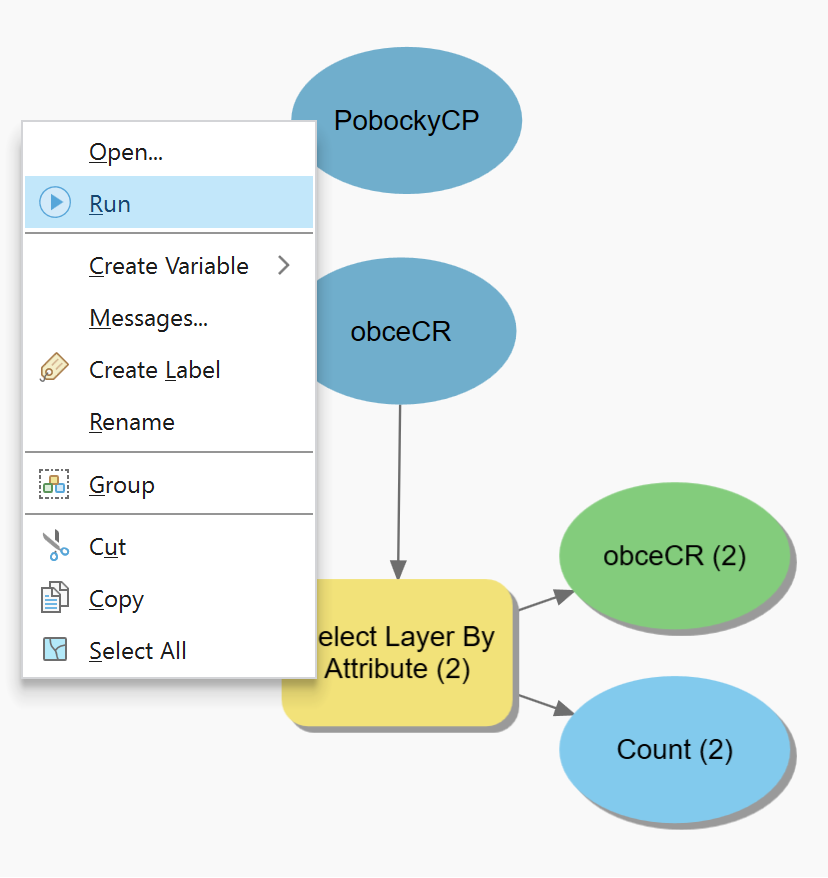 PobockyCP
Open...
Run
Create Variable
Messages...
Create Label
Rename
Group
Cut
Copy
Select All
obceCR
elect Layer By
Attribute (2)
obceCR (2)
Count (2)